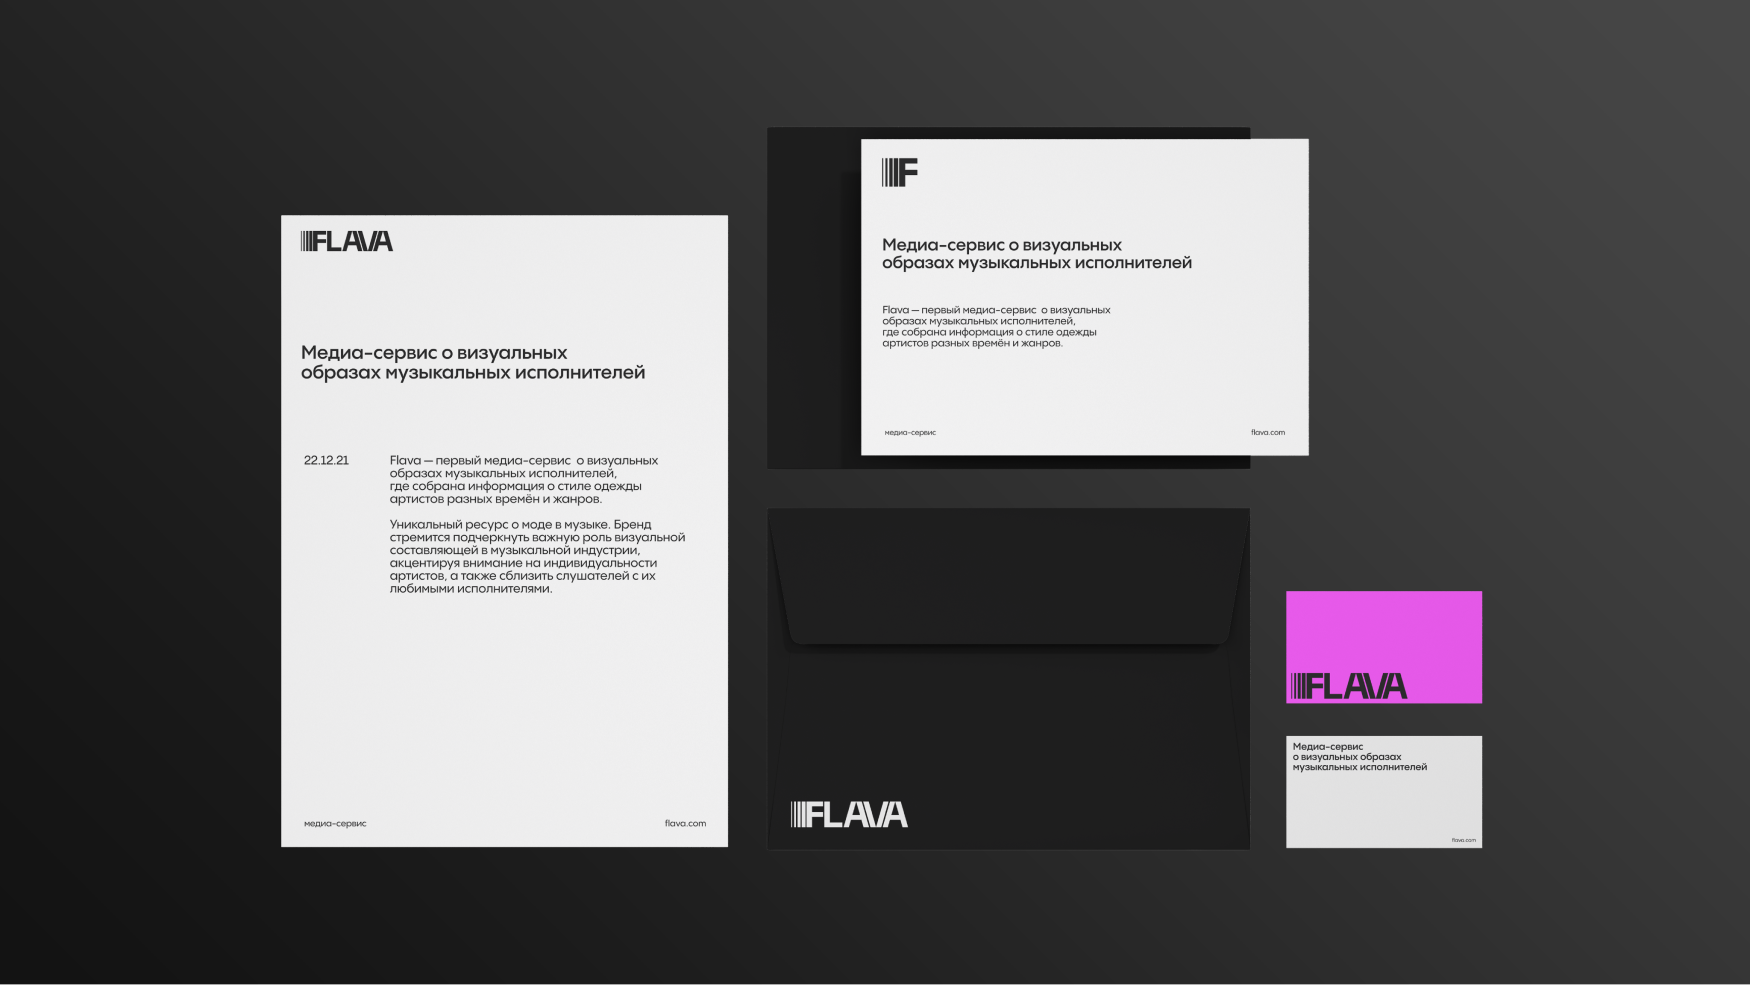 FLAVA
Медиа-сервис о визуальных
образах музыкальных исполнителей
22.12.21
Flava — первый медиа-сервис о визуальных
образах музыкальных исполнителей,
где собрана информация о стиле одежды
артистов разных времён и жанров.
Уникальный ресурс о моде в музыке. Бренд
стремится подчеркнуть важную роль визуальной
составляющей в музыкальной индустрии,
акцентируя внимание на индивидуальности
артистов, а также сблизить слушателей с их
любимыми исполнителями.
медиа-сервис
flava.com
F
Медиа-сервис о визуальных
образах музыкальных исполнителей
Flava — первый медиа-сервис о визуальных
образах музыкальных исполнителей,
где собрана информация о стиле одежды
артистов разных времён и жанров.
медиа-сервис
flava.com
FLAVA
FLAVA
Медиа-сервис
о визуальных образах
музыкальных исполнителей
flava.com